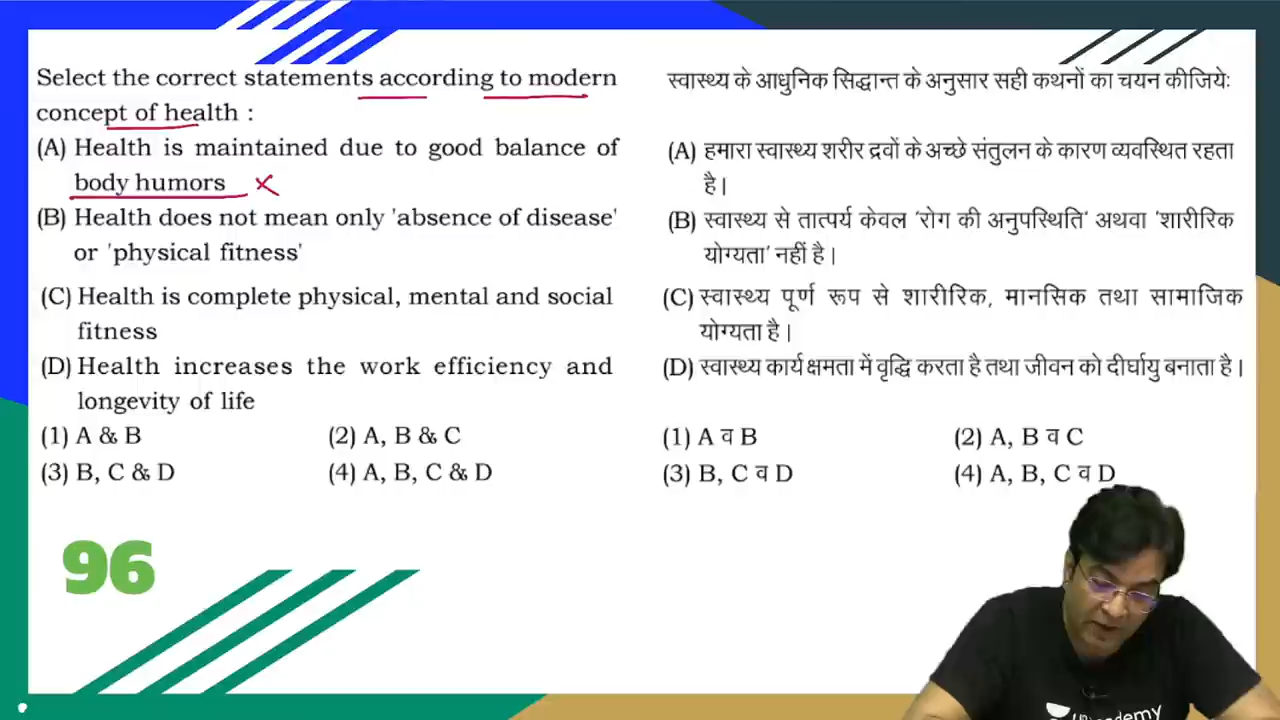 Select the correct statements according to modern
concept of health :
(A) Health is maintained due to good balance of
body humors
(B) Health does not mean only 'absence of disease'
or 'physical fitness'
(C) Health is complete physical, mental and social
fitness
(D) Health increases the work efficiency and
longevity of life
(1) A & B (2) A, B & C
(3) B, C & D (4) A, B, C & D
स्वास्थ्य के आधुनिक सिद्धान्त के अनुसार सही कथनों का चयन कीजिये:
(A) हमारा स्वास्थ्य शरीर द्रवों के अच्छे संतुलन के कारण व्यवस्थित रहता
है।
(B) स्वास्थ्य से तात्पर्य केवल 'रोग की अनुपस्थिति' अथवा 'शारीरिक
योग्यता' नहीं है।
(C) स्वास्थ्य पूर्ण रूप से शारीरिक, मानसिक तथा सामाजिक
योग्यता है।
(D) स्वास्थ्य कार्य क्षमता में वृद्धि करता है तथा जीवन को दीर्घायु बनाता है।
(1) A व B (2) A, B व C
(3) B, C व D (4) A, B, C व D
96